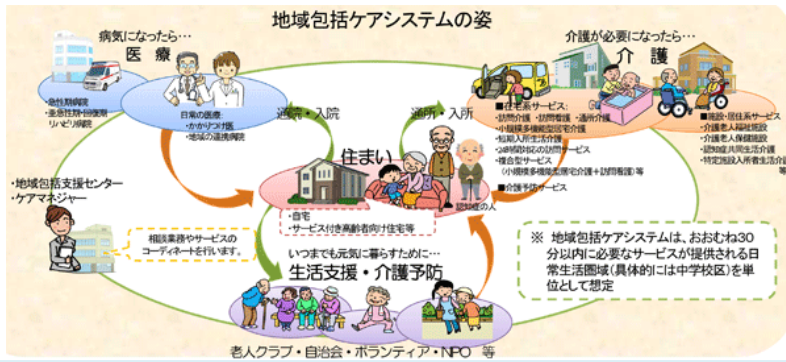 地域包括ケアシステムの姿
病気になったら…
医 療
介護が必要になったら…
介 護
・急性期病院
・亜急性期・回復期
リハビリ病院
日常の医療
・かかりつけ医
・地域の連携病院
通院・入院
通所・入所
■在宅系サービス:
・訪問介護 ・訪問看護 ・通所介護
・小規模多機能型居宅介護
・短期入所生活介護
・24時間対応の訪問サービス
・複合型サービス
(小規模多機能型居宅介護+訪問看護)等
■介護予防サービス
■施設・居住系サービス
・介護老人福祉施設
・介護老人保健施設
・認知症共同生活介護
・特定施設入所者生活介
等
住まい
認知症の人
・自宅
・サービス付き高齢者向け住宅等
・地域包括支援センター
・ケアマネジャー
相談業務やサービスの
コーディネートを行います。
いつまでも元気に暮らすために…
生活支援・介護予防
老人クラブ・自治会・ボランティア・NPO 等
※ 地域包括ケアシステムは、おおむね30
分以内に必要なサービスが提供される日
常生活圏域(具体的には中学校区)を単
位として想定